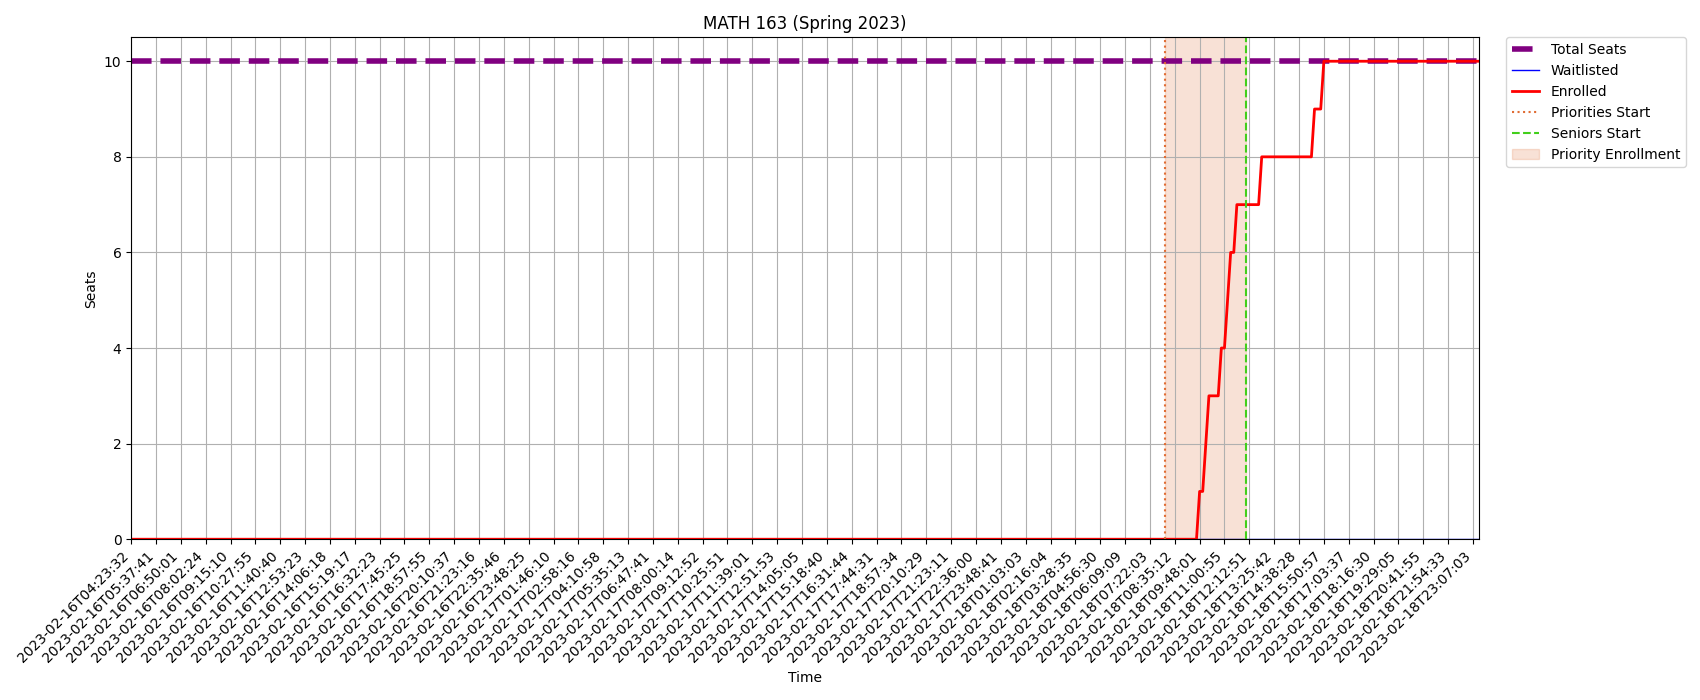 MATH 163 (Spring 2023)
Total Seats
Waitlisted
Enrolled
Priorities Start
Seniors Start
Priority Enrollment
Seats
10
8
6
4
2
0
2023-02-16T04:23:32
2023-02-16T05:37:41
2023-02-16T06:50:01
2023-02-16T08:02:24
2023-02-16T09:15:10
2023-02-16T10:27:55
2023-02-16T11:40:40
2023-02-16T12:53:23
2023-02-16T14:06:18
2023-02-16T15:19:17
2023-02-16T16:32:23
2023-02-16T17:45:25
2023-02-16T18:57:55
2023-02-16T20:10:37
2023-02-16T21:23:16
2023-02-16T22:35:46
2023-02-16T23:48:25
2023-02-17T01:46:10
2023-02-17T02:58:16
2023-02-17T04:10:58
2023-02-17T05:35:13
2023-02-17T06:47:41
2023-02-17T08:00:14
2023-02-17T09:12:52
2023-02-17T10:25:51
2023-02-17T11:39:01
2023-02-17T12:51:53
2023-02-17T14:05:05
2023-02-17T15:18:40
2023-02-17T16:31:44
2023-02-17T17:44:31
2023-02-17T18:57:34
2023-02-17T20:10:29
2023-02-17T21:23:11
2023-02-17T22:36:00
2023-02-17T23:48:41
2023-02-18T01:03:03
2023-02-18T02:16:04
2023-02-18T03:28:35
2023-02-18T04:56:30
2023-02-18T06:09:09
2023-02-18T07:22:03
2023-02-18T08:35:12
2023-02-18T09:48:01
2023-02-18T11:00:55
2023-02-18T12:12:51
2023-02-18T13:25:42
2023-02-18T14:38:28
2023-02-18T15:50:57
2023-02-18T17:03:37
2023-02-18T18:16:30
2023-02-18T19:29:05
2023-02-18T20:41:55
2023-02-18T21:54:33
2023-02-18T23:07:03
Time